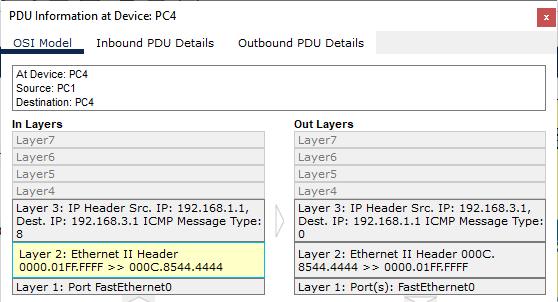 PDU Information at Device: PC4
x
OSI Model Inbound PDU Details Outbound PDU Details
At Device: PC4
Source: PC1
Destination: PC4
In Layers
Layer7
Layer6
Layer5
Layer4
Layer 3: IP Header Src. IP: 192.168.1.1,
Dest. IP: 192.168.3.1 ICMP Message Type:
8
Layer 2: Ethernet II Header
0000.01FF.FFFF >> 000C.8544.4444
Layer 1: Port FastEthernet0
Out Layers
Layer7
Layer6
Layer5
Layer4
Layer 3: IP Header Src. IP: 192.168.3.1,
Dest. IP: 192.168.1.1 ICMP Message Type:
0
Layer 2: Ethernet II Header 000C.
8544.4444 >> 0000.01FF.FFFF
Layer 1: Port(s): FastEthernet0